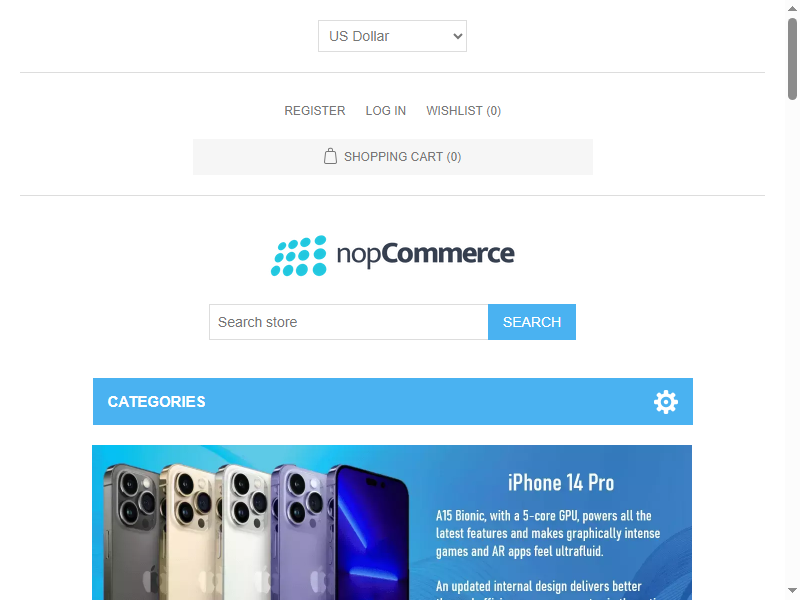 US Dollar
REGISTER LOG IN WISHLIST (0)
SHOPPING CART (0)
nopCommerce
Search store SEARCH
CATEGORIES
iPhone 14 Pro
A15 Bionic, with a 5-core GPU, powers all the
latest features and makes graphically intense
games and AR apps feel ultrafluid.
An updated internal design delivers better